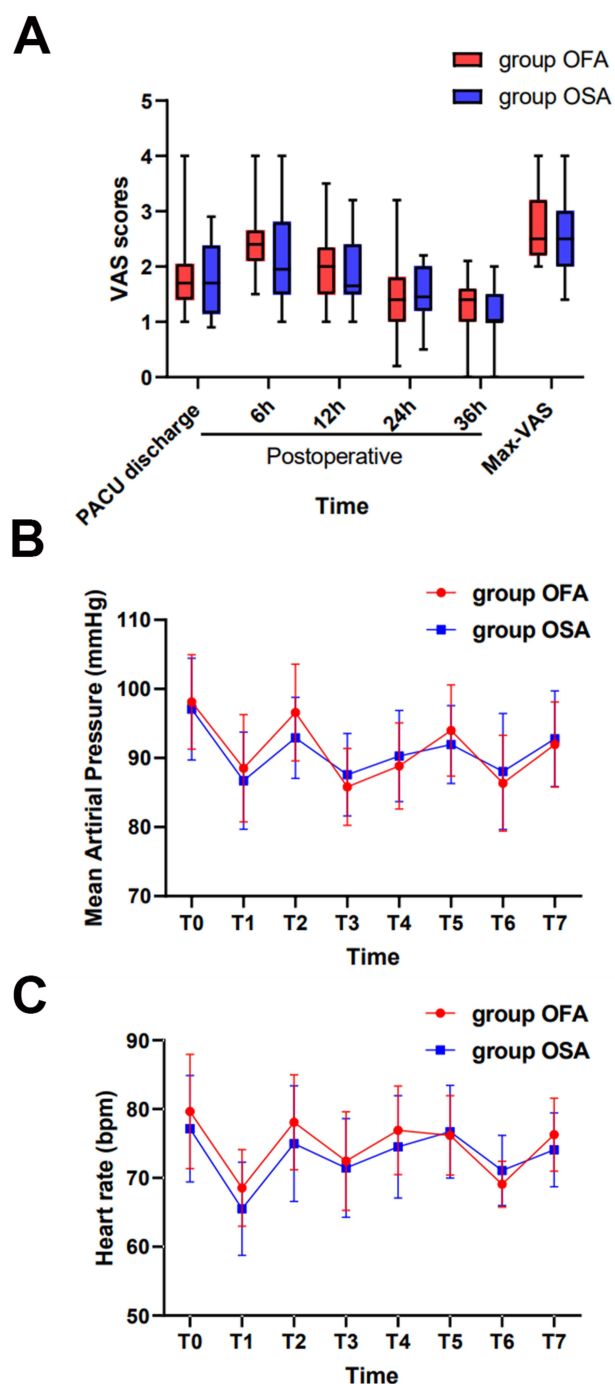 A
group OFA
group OSA
5
4
3
2
1
0
VAS scores
PACU discharge
6h
12h
24h
36h
Max-VAS
Postoperative
Time
B
group OFA
group OSA
110
100
90
80
70
Mean Artirial Pressure (mmHg)
T0 T1 T2 T3 T4 T5 T6 T7
Time
C
group OFA
group OSA
90
80
70
60
50
Heart rate (bpm)
T0 T1 T2 T3 T4 T5 T6 T7
Time